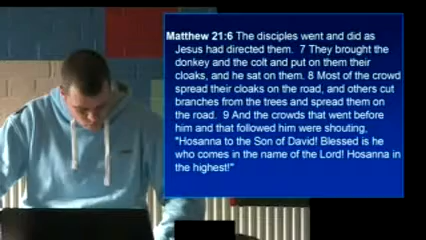 Matthew 21:6 The disciples went and did as
Jesus had directed them. 7 They brought the
donkey and the colt and put on them their
cloaks, and he sat on them. 8 Most of the crowd
spread their cloaks on the road, and others cut
branches from the trees and spread them on
the road. 9 And the crowds that went before
him and that followed him were shouting,
"Hosanna to the Son of David! Blessed is he
who comes in the name of the Lord! Hosanna in
the highest!"